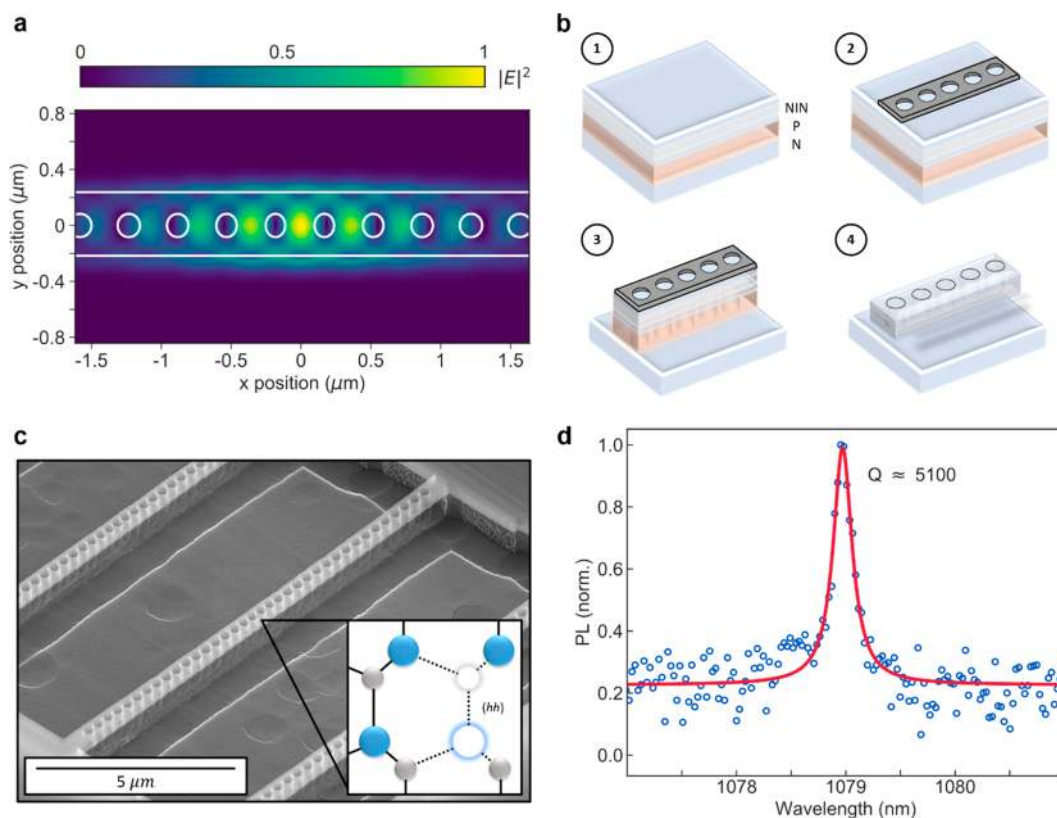 a
0 0.5 1
|E|²
0.8
0.4
0
-0.4
-0.8
y position (μm)
-1.5 -1 -0.5 0 0.5 1 1.5
x position (μm)
b
1
2
NIN
P
N
3
4
c
(hh)
5 μm
d
1.0
0.8
0.6
0.4
0.2
0.0
PL (norm.)
Q ≈ 5100
1078 1079 1080
Wavelength (nm)